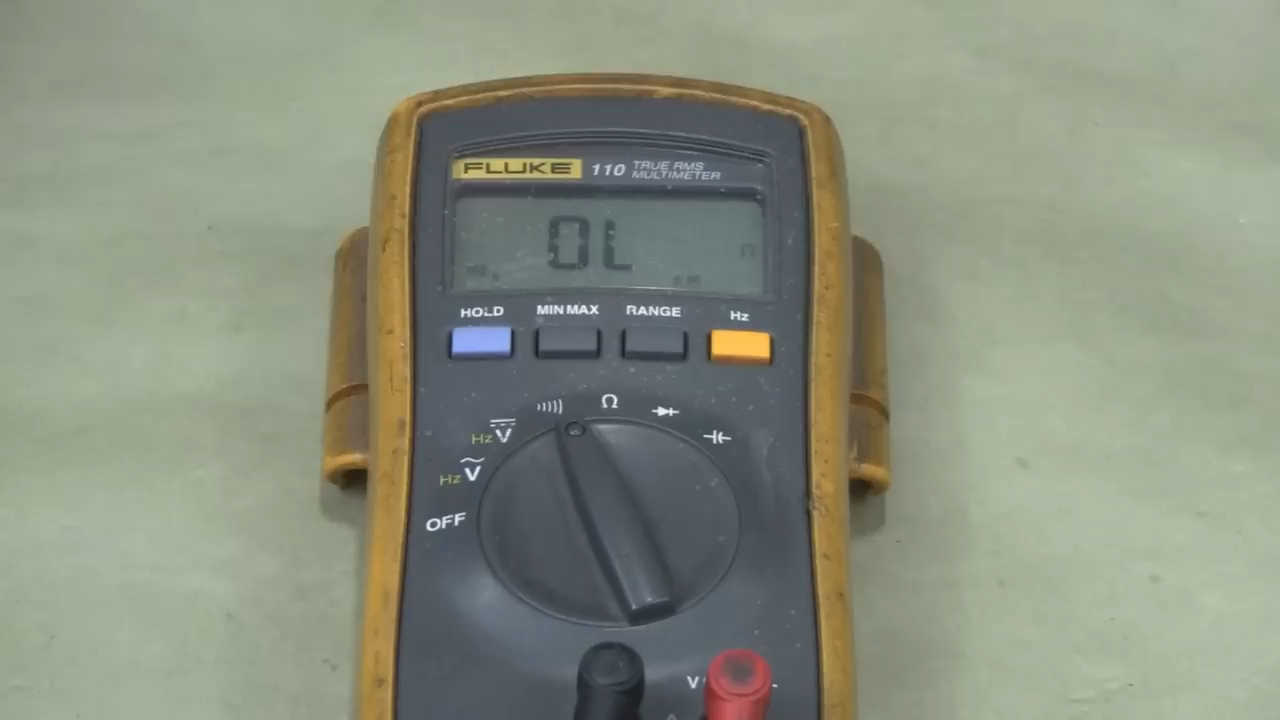 FLUKE 110 TRUE RMS
MULTIMETER
OL
Ω
HOLD MIN MAX RANGE Hz
Ω
Hz V
Hz V
OFF
V